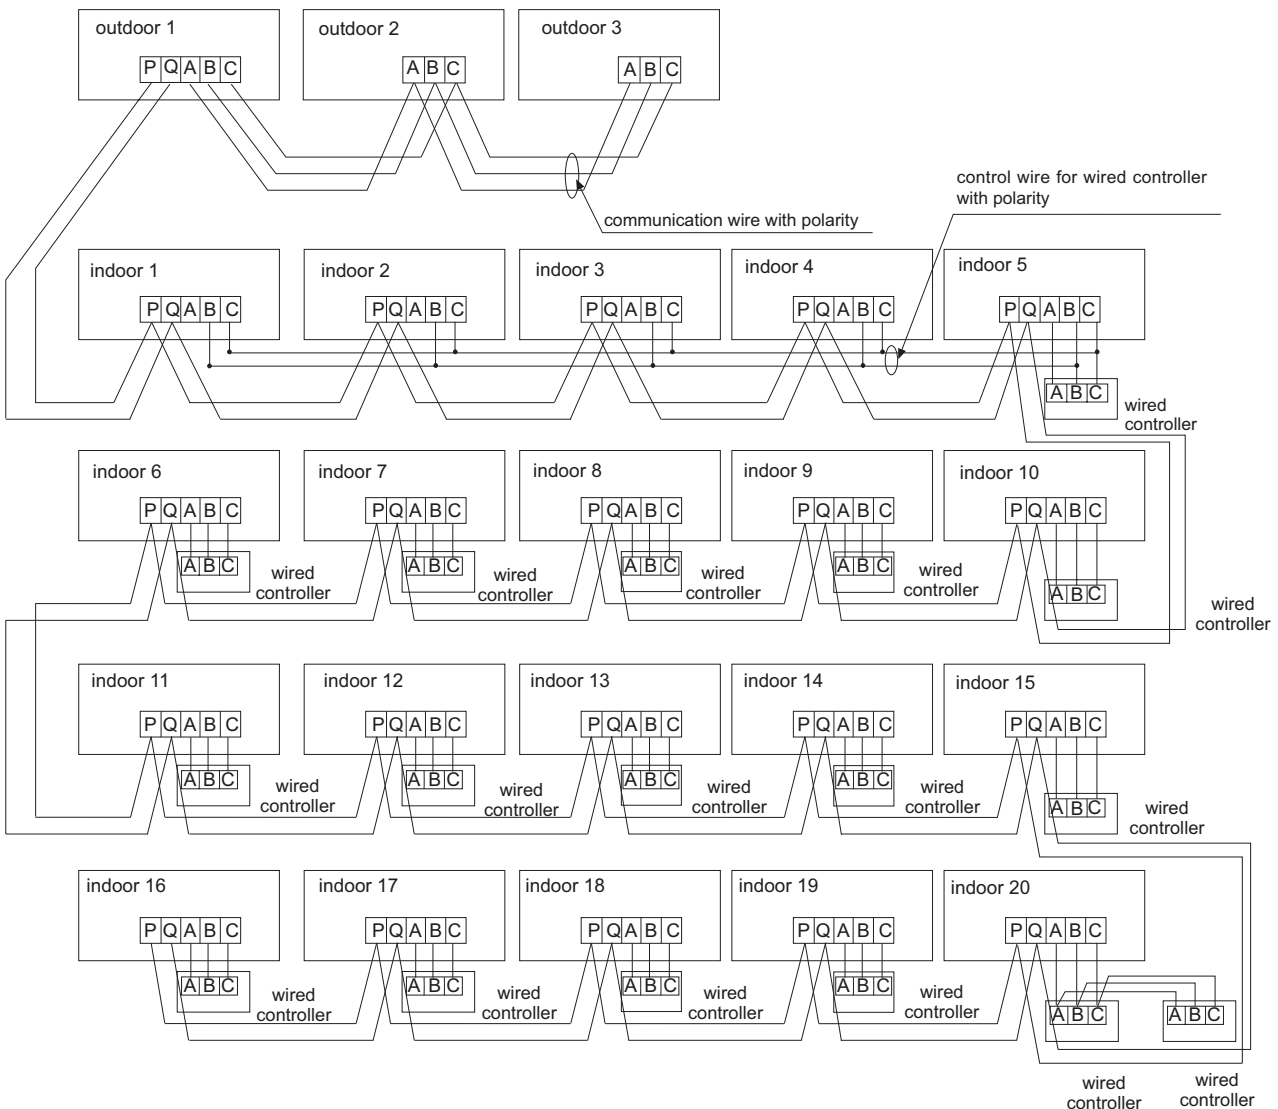 outdoor 1
outdoor 2
outdoor 3
P Q A B C
A B C
A B C
control wire for wired controller
with polarity
communication wire with polarity
indoor 1
indoor 2
indoor 3
indoor 4
indoor 5
P Q A B C
P Q A B C
P Q A B C
P Q A B C
P Q A B C
A B C
wired
controller
indoor 6
indoor 7
indoor 8
indoor 9
indoor 10
P Q A B C
P Q A B C
P Q A B C
P Q A B C
P Q A B C
A B C
wired
controller
A B C
wired
controller
A B C
wired
controller
A B C
wired
controller
A B C
wired
controller
indoor 11
indoor 12
indoor 13
indoor 14
indoor 15
P Q A B C
P Q A B C
P Q A B C
P Q A B C
P Q A B C
A B C
wired
controller
A B C
wired
controller
A B C
wired
controller
A B C
wired
controller
A B C
wired
controller
indoor 16
indoor 17
indoor 18
indoor 19
indoor 20
P Q A B C
P Q A B C
P Q A B C
P Q A B C
P Q A B C
A B C
wired
controller
A B C
wired
controller
A B C
wired
controller
A B C
wired
controller
A B C
A B C
wired
controller
wired
controller